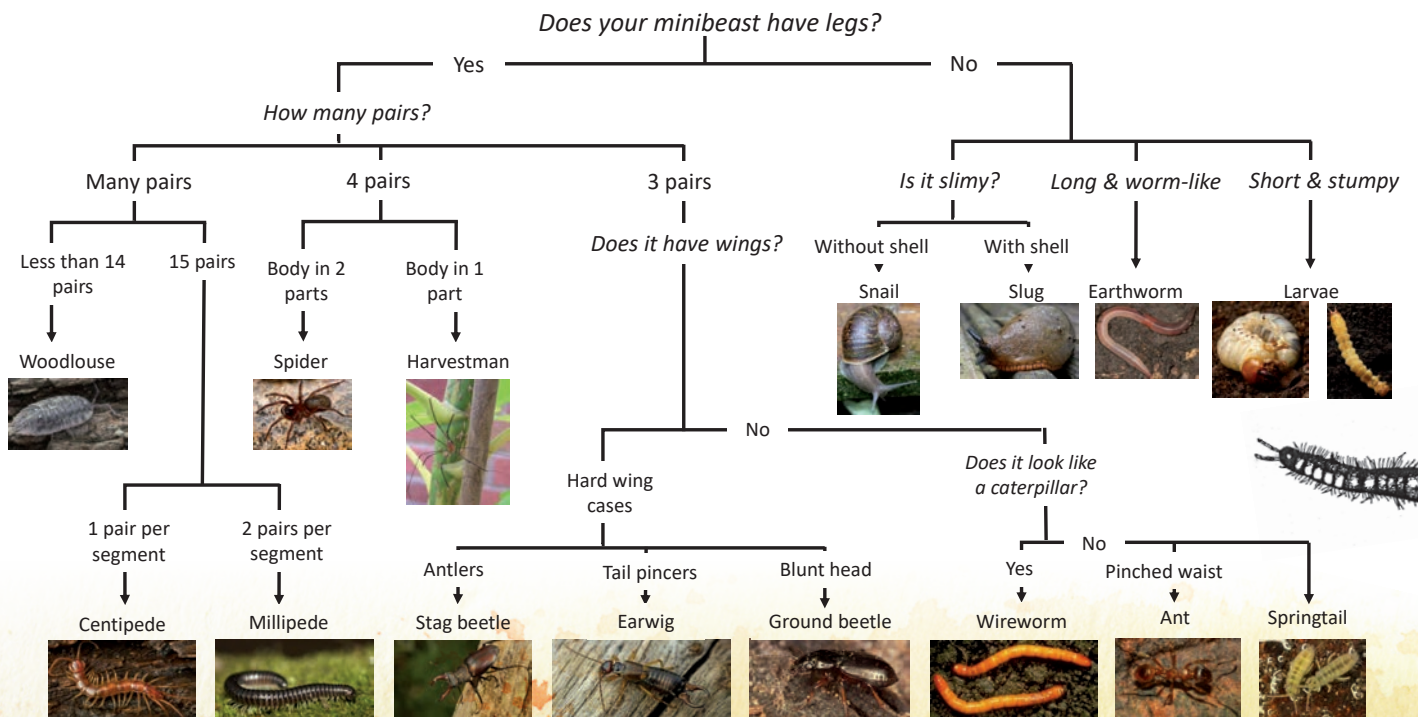 Does your minibeast have legs?
Yes
No
How many pairs?
Many pairs
4 pairs
3 pairs
Is it slimy?
Long & worm-like
Short & stumpy
Less than 14
pairs
15 pairs
Body in 2
parts
Body in 1
part
Does it have wings?
Without shell
With shell
Snail
Slug
Earthworm
Larvae
Woodlouse
Spider
Harvestman
No
Hard wing
cases
Does it look like
a caterpillar?
1 pair per
segment
2 pairs per
segment
Antlers
Tail pincers
Blunt head
Yes
No
Pinched waist
Centipede
Millipede
Stag beetle
Earwig
Ground beetle
Wireworm
Ant
Springtail